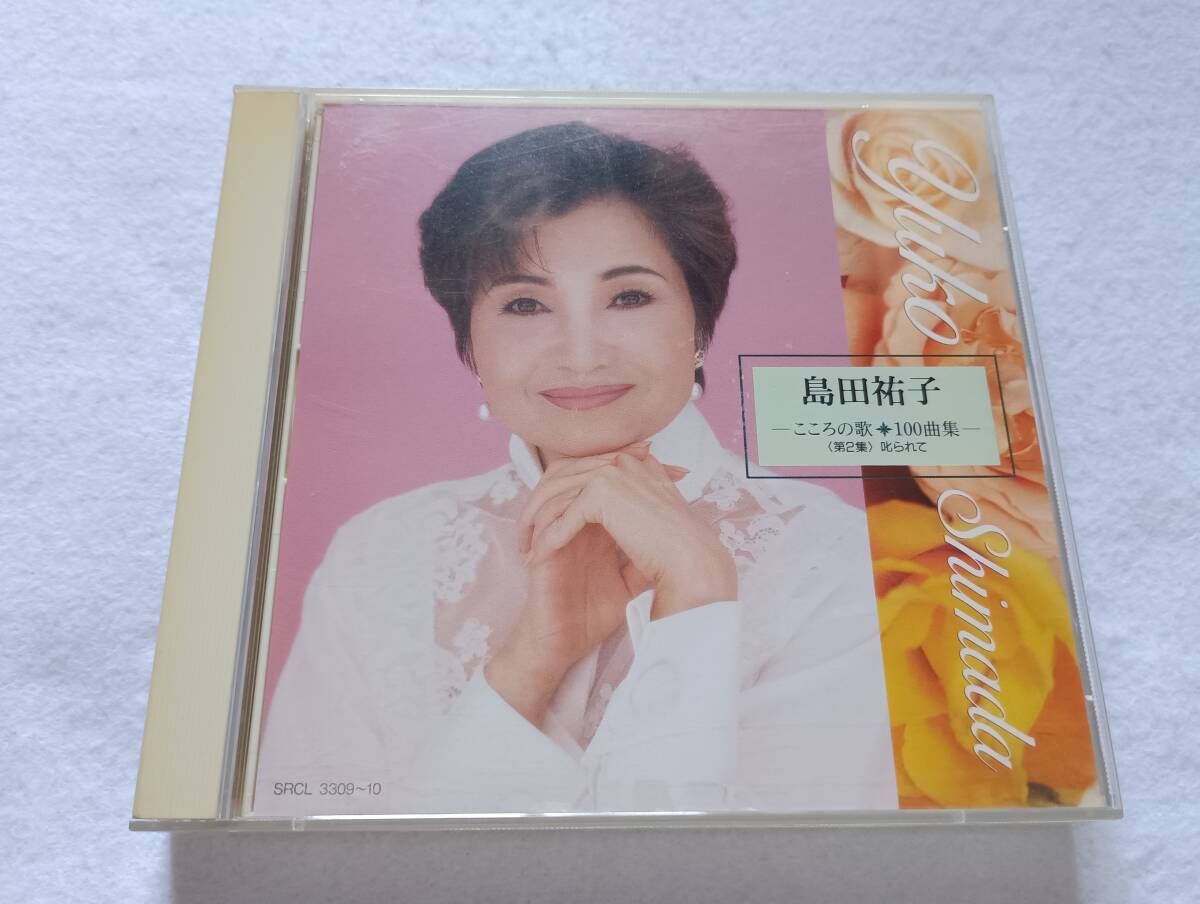 Yuko
島田祐子
―こころの歌✴100曲集―
〈第2集〉叱られて
Shimada
SRCL 3309~10